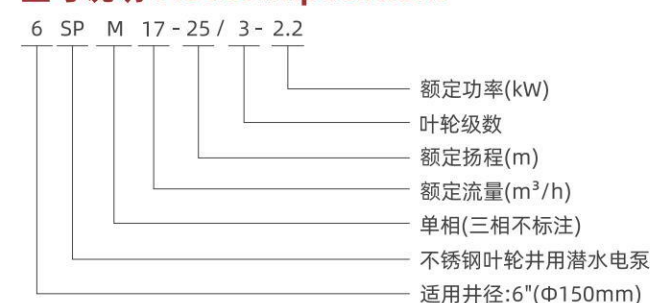 6 SP M 17 - 25 / 3 - 2.2
额定功率(kW)
叶轮级数
额定扬程(m)
额定流量(m³/h)
单相(三相不标注)
不锈钢叶轮井用潜水电泵
适用井径:6"(Φ150mm)